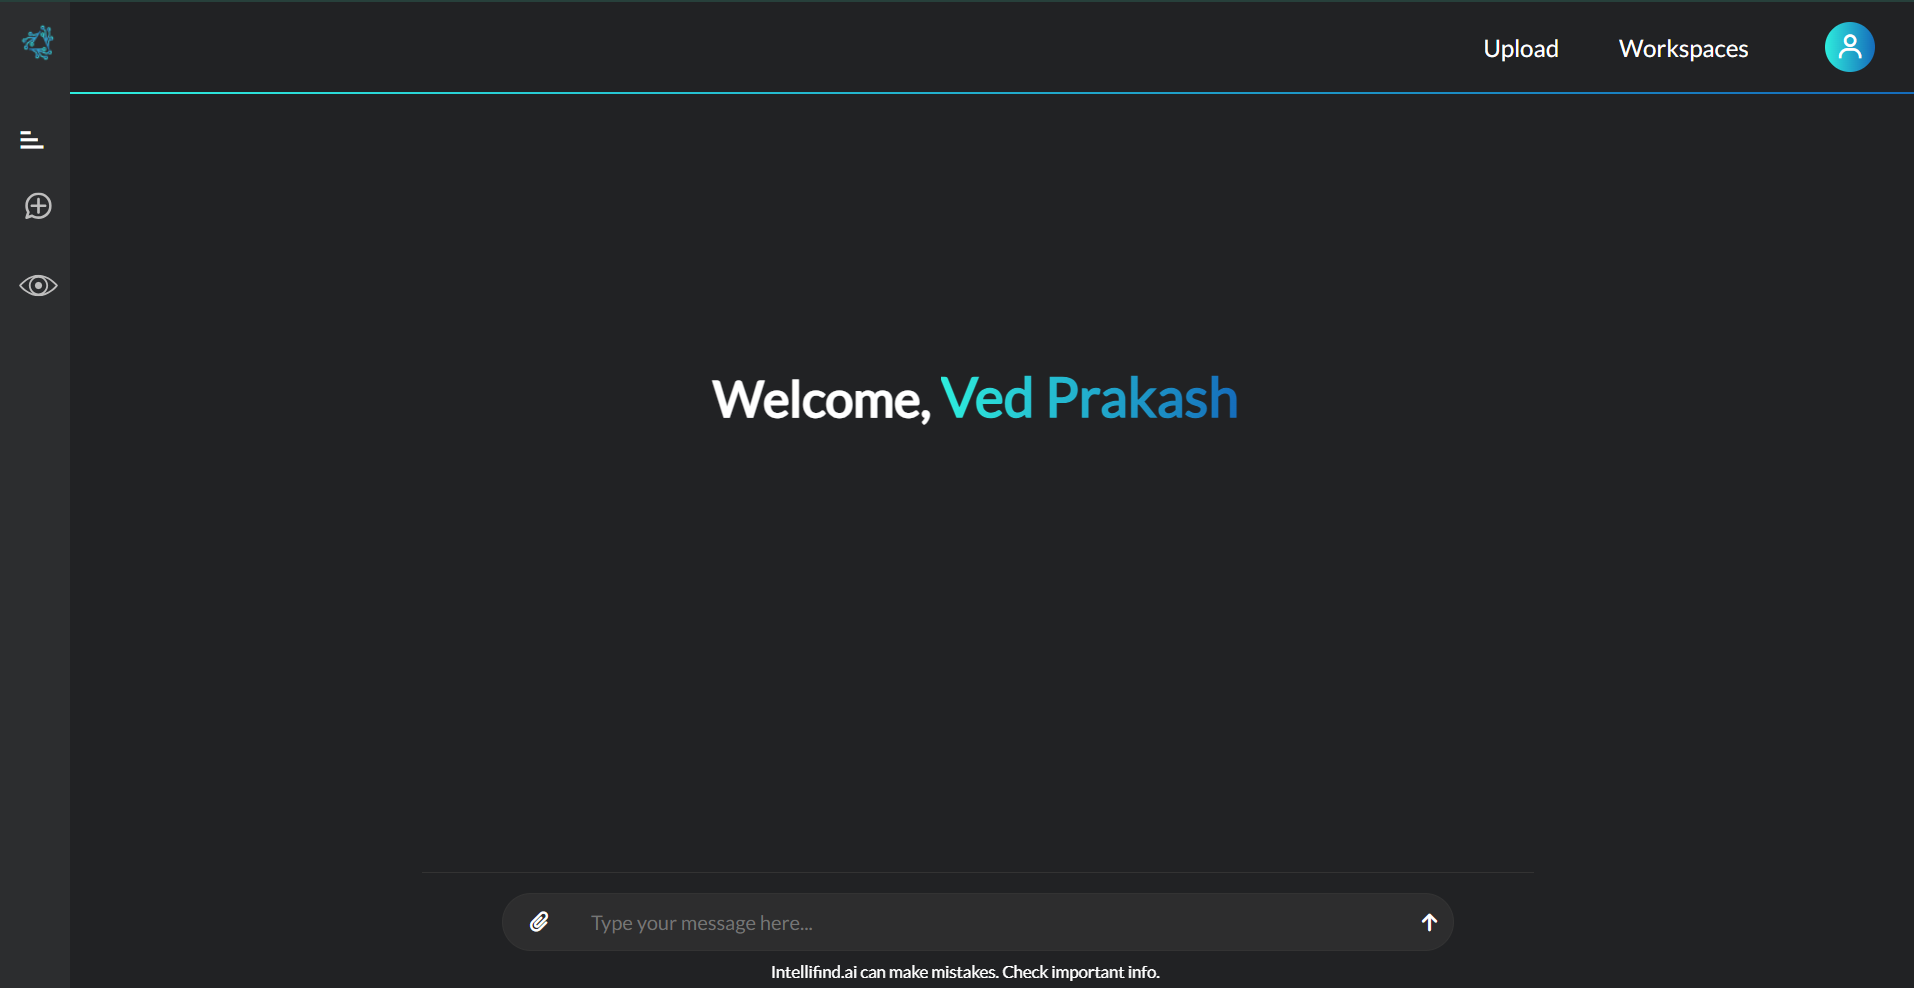 Upload Workspaces
Welcome, Ved Prakash
Type your message here...
Intellifind.ai can make mistakes. Check important info.